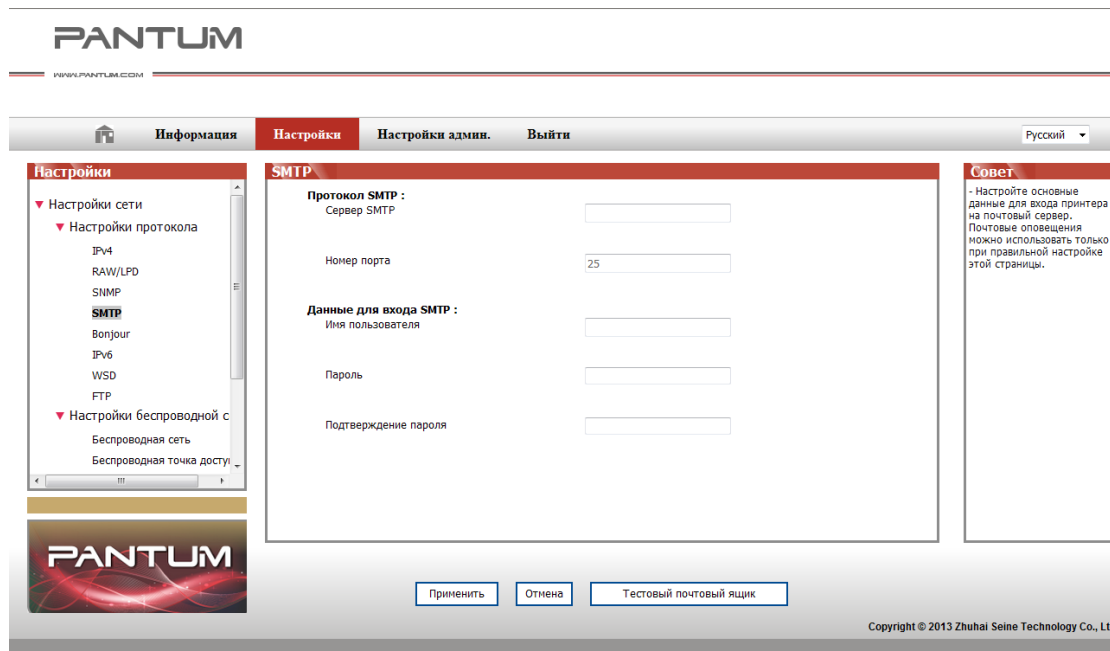 PANTUM
WWW.PANTUM.COM
Информация
Настройки
Настройки админ.
Выйти
Русский
Настройки
Настройки сети
Настройки протокола
IPv4
RAW/LPD
SNMP
SMTP
Bonjour
IPv6
WSD
FTP
Настройки беспроводной с
Беспроводная сеть
Беспроводная точка досту
PANTUM
SMTP
Протокол SMTP :
Сервер SMTP
Номер порта
25
Данные для входа SMTP :
Имя пользователя
Пароль
Подтверждение пароля
Совет
- Настройте основные
данные для входа принтера
на почтовый сервер.
Почтовые оповещения
можно использовать только
при правильной настройке
этой страницы.
Применить
Отмена
Тестовый почтовый ящик
Copyright © 2013 Zhuhai Seine Technology Co., Lt